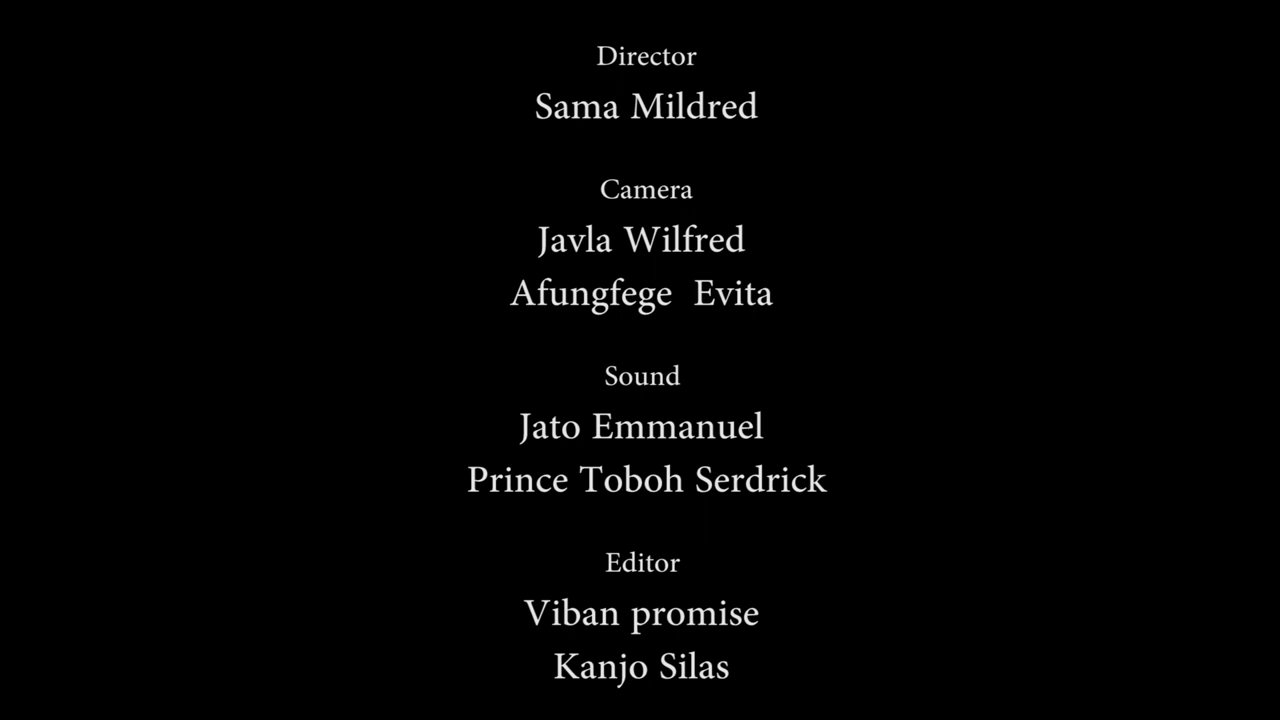 Director
Sama Mildred
Camera
Javla Wilfred
Afungfege  Evita
Sound
Jato Emmanuel
Prince Toboh Serdrick
Editor
Viban promise
Kanjo Silas